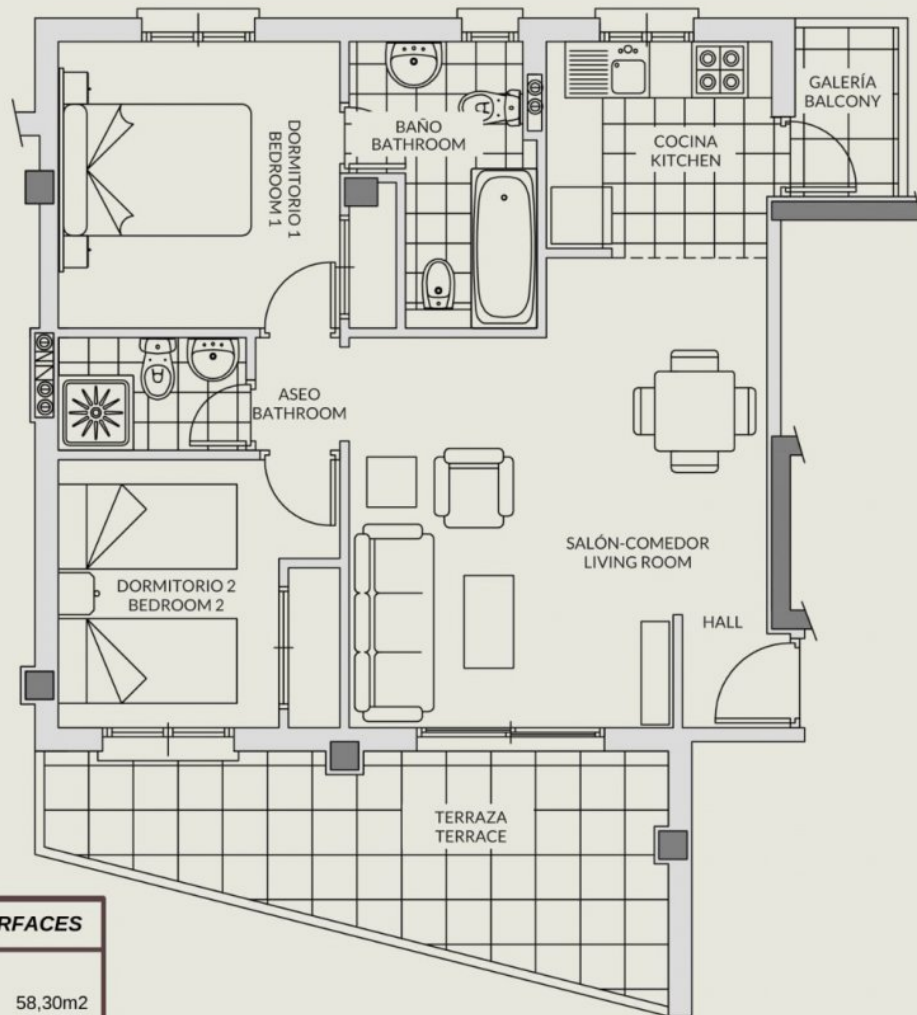 GALERÍA
BALCONY
BAÑO
BATHROOM
COCINA
KITCHEN
DORMITORIO 1
BEDROOM 1
ASEO
BATHROOM
SALÓN-COMEDOR
LIVING ROOM
DORMITORIO 2
BEDROOM 2
HALL
TERRAZA
TERRACE
RFACES
58,30m2